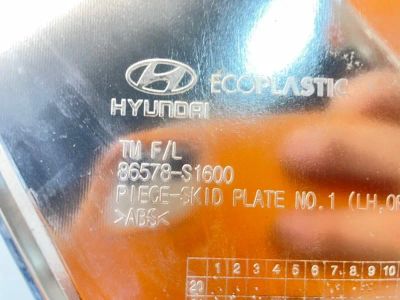 HYUNDAI
ECOPLASTIC
TM F/L
86578-S1600
PIECE-SKID PLATE NO.1 (LH,
>ABS<
1 2 3 4 5 6 7 8 9 10
20